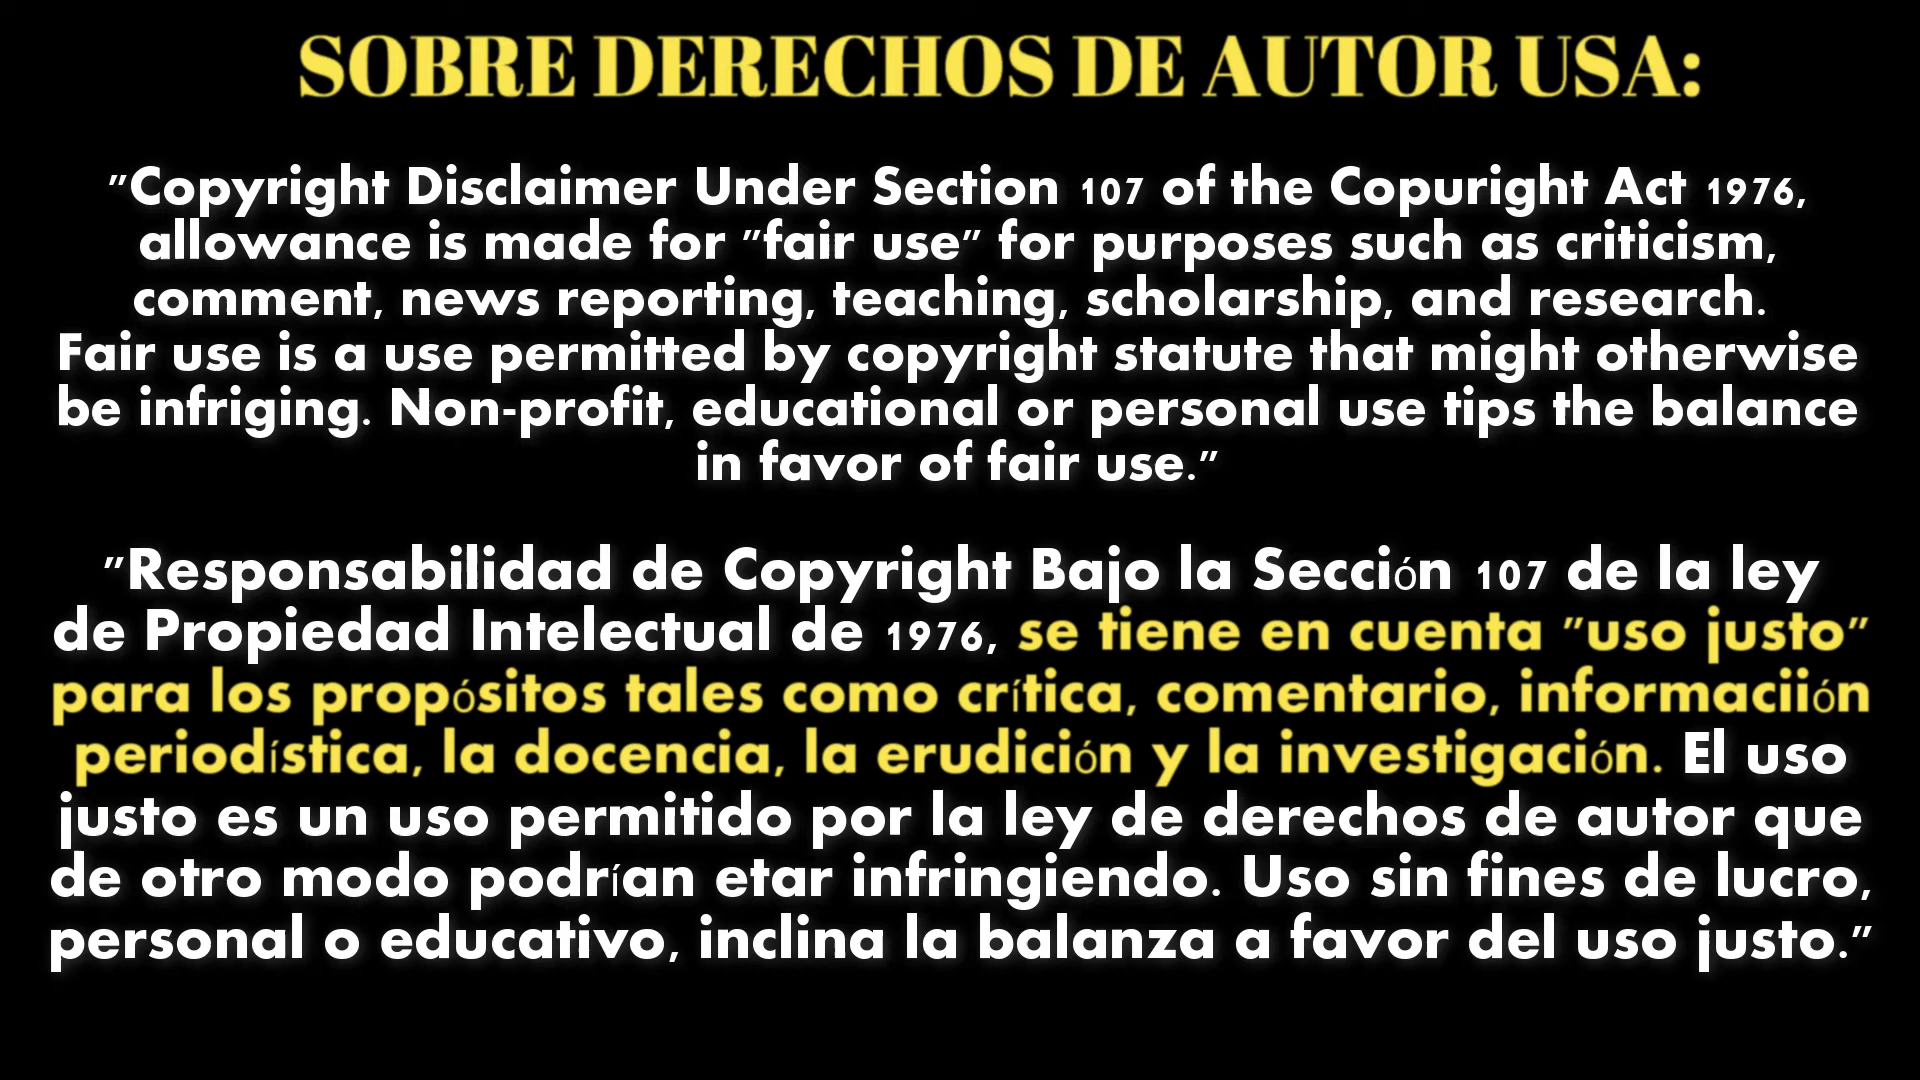 SOBRE DERECHOS DE AUTOR USA:
"Copyright Disclaimer Under Section 107 of the Copuright Act 1976,
allowance is made for "fair use" for purposes such as criticism,
comment, news reporting, teaching, scholarship, and research.
Fair use is a use permitted by copyright statute that might otherwise
be infriging. Non-profit, educational or personal use tips the balance
in favor of fair use."
"Responsabilidad de Copyright Bajo la Sección 107 de la ley
de Propiedad Intelectual de 1976, se tiene en cuenta "uso justo"
para los propósitos tales como crítica, comentario, informaciión
periodística, la docencia, la erudición y la investigación. El uso
justo es un uso permitido por la ley de derechos de autor que
de otro modo podrían etar infringiendo. Uso sin fines de lucro,
personal o educativo, inclina la balanza a favor del uso justo."